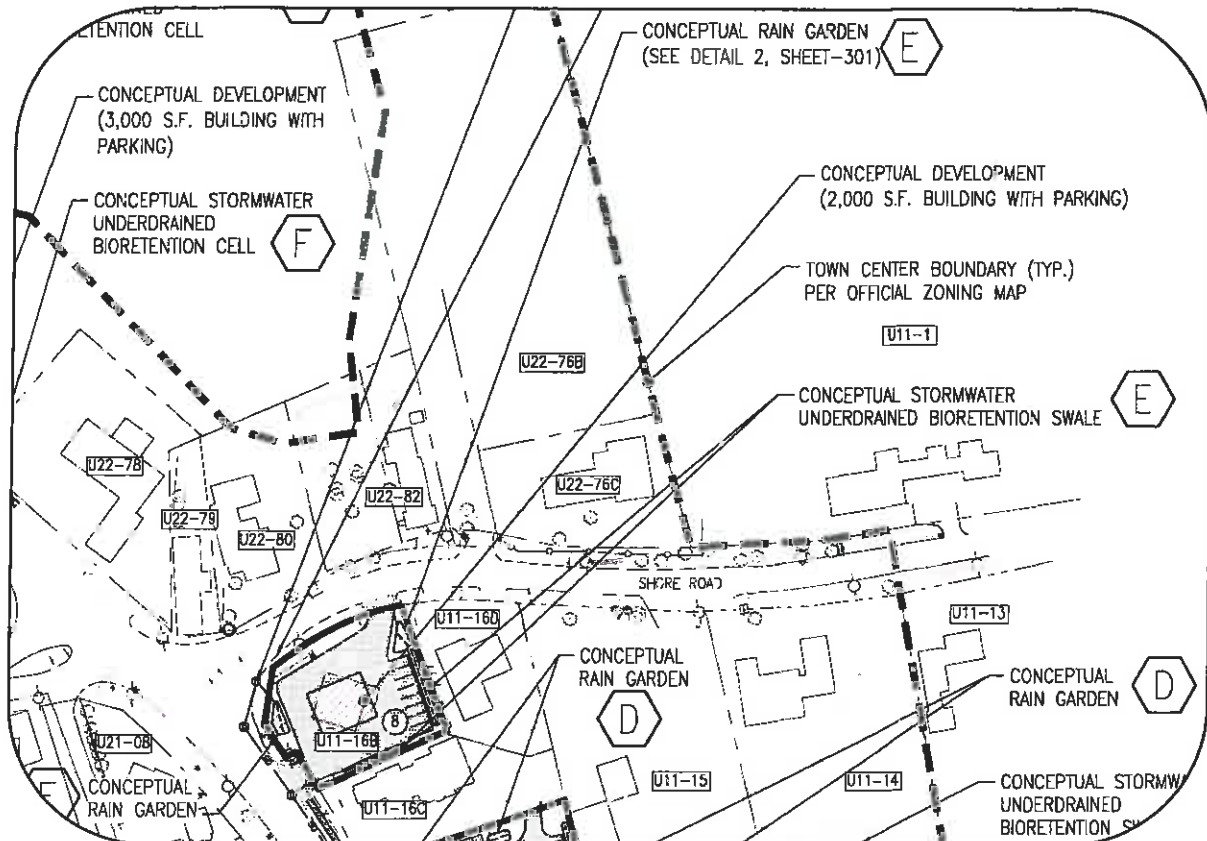 ETENTION CELL
CONCEPTUAL RAIN GARDEN
(SEE DETAIL 2, SHEET-301)
E
CONCEPTUAL DEVELOPMENT
(3,000 S.F. BUILDING WITH
PARKING)
CONCEPTUAL STORMWATER
UNDERDRAINED
BIORETENTION CELL
F
CONCEPTUAL DEVELOPMENT
(2,000 S.F. BUILDING WITH PARKING)
TOWN CENTER BOUNDARY (TYP.)
PER OFFICIAL ZONING MAP
U11-1
U22-76B
CONCEPTUAL STORMWATER
UNDERDRAINED BIORETENTION SWALE
E
U22-78
U22-79
U22-80
U22-82
U22-76C
SHORE ROAD
U11-16D
U11-13
CONCEPTUAL
RAIN GARDEN
D
CONCEPTUAL
RAIN GARDEN
D
U21-08
U11-16B
8
CONCEPTUAL
RAIN GARDEN
U11-16C
U11-15
U11-14
CONCEPTUAL STORMW
UNDERDRAINED
BIORETENTION